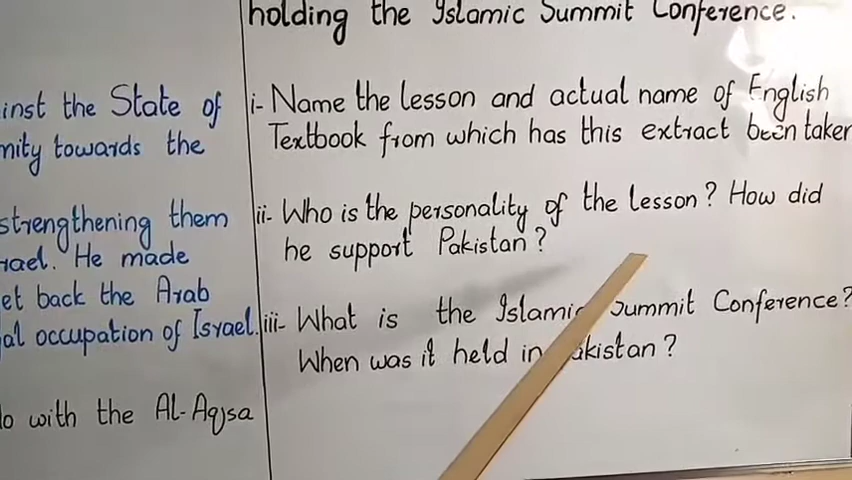 inst the State of
nity towards the
strengthening them
rael. He made
et back the Arab
al occupation of Israel.
lo with the Al-Aqsa
holding the Islamic Summit Conference.
i- Name the lesson and actual name of English
Textbook from which has this extract been taken
ii- Who is the personality of the lesson? How did
he support Pakistan?
iii- What is the Islamic Summit Conference?
When was it held in Pakistan?